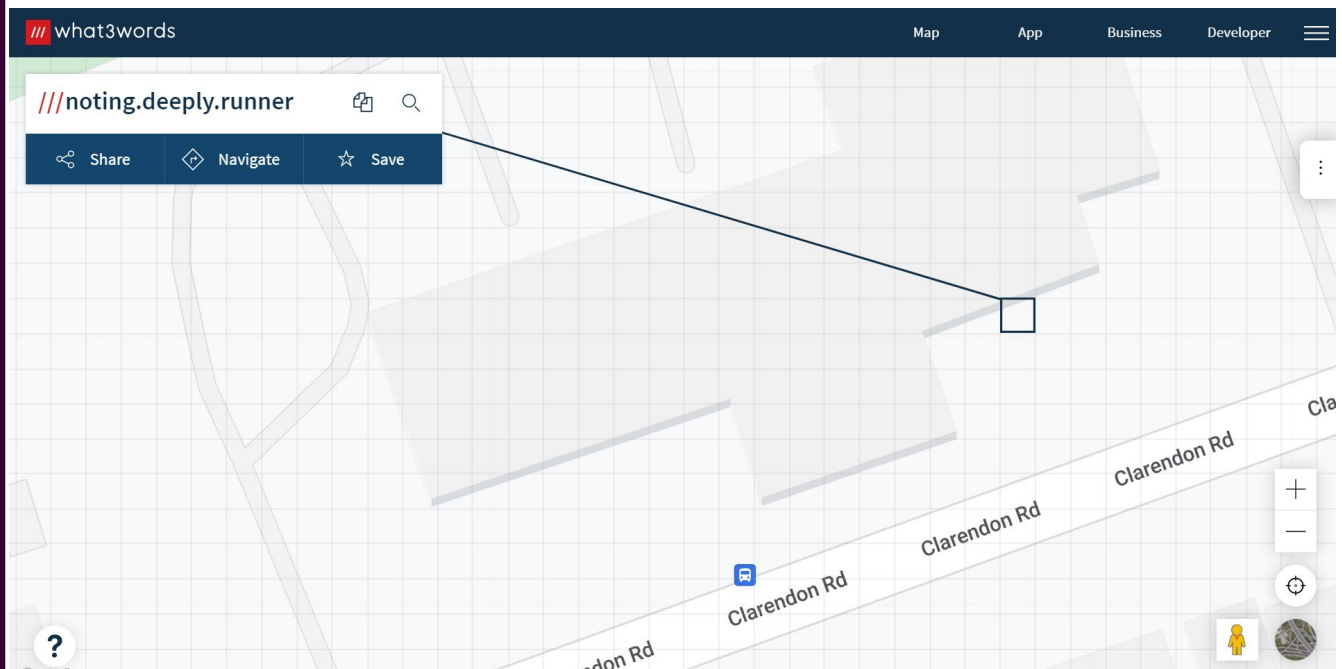 /// what3words
Map
App
Business
Developer
///noting.deeply.runner
Share
Navigate
Save
Cla
Clarendon Rd
Clarendon Rd
Clarendon Rd
don Rd
?